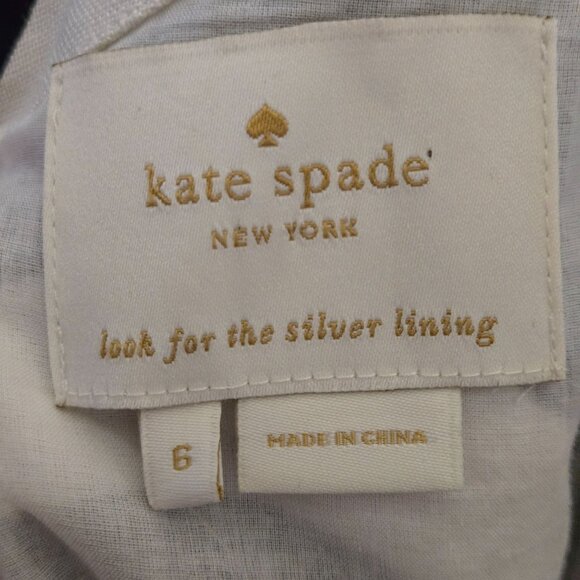 kate spade
NEW YORK
look for the silver lining
6
MADE IN CHINA